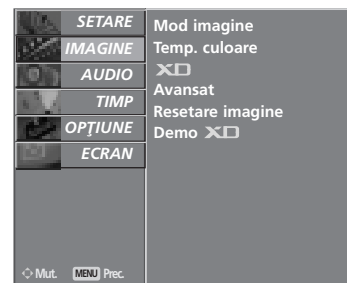 SETARE
IMAGINE
AUDIO
TIMP
OPŢIUNE
ECRAN
Mut. MENU Prec.
Mod imagine
Temp. culoare
XD
Avansat
Resetare imagine
Demo XD